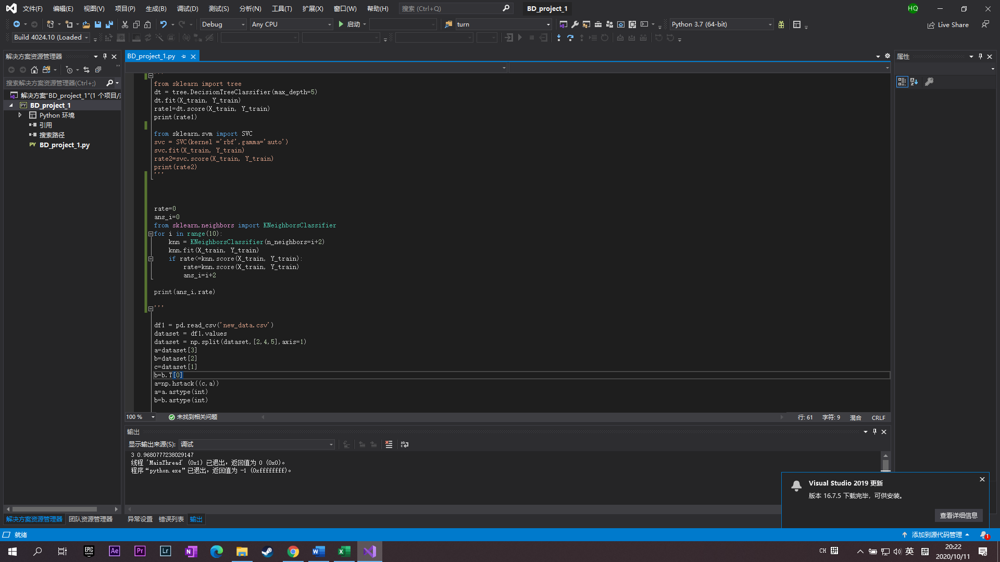 文件(F) 编辑(E) 视图(V) 项目(P) 生成(B) 调试(D) 测试(S) 分析(N) 工具(T) 扩展(X) 窗口(W) 帮助(H) 搜索 (Ctrl+Q) BD_project_1 HQ
Debug Any CPU 启动 turn Python 3.7 (64-bit) Live Share
Build 4024.10 (Loaded
解决方案资源管理器
搜索解决方案资源管理器(Ctrl+;)
解决方案"BD_project_1"(1 个项目/
BD_project_1
Python 环境
引用
搜索路径
PY BD_project_1.py
BD_project_1.py
'''
from sklearn import tree
dt = tree.DecisionTreeClassifier(max_depth=5)
dt.fit(X_train, Y_train)
rate1=dt.score(X_train, Y_train)
print(rate1)
from sklearn.svm import SVC
svc = SVC(kernel ='rbf',gamma='auto')
svc.fit(X_train, Y_train)
rate2=svc.score(X_train, Y_train)
print(rate2)
'''
rate=0
ans_i=0
from sklearn.neighbors import KNeighborsClassifier
for i in range(10):
knn = KNeighborsClassifier(n_neighbors=i+2)
knn.fit(X_train, Y_train)
if rate<=knn.score(X_train, Y_train):
rate=knn.score(X_train, Y_train)
ans_i=i+2
print(ans_i,rate)
'''
df1 = pd.read_csv('new_data.csv')
dataset = df1.values
dataset = np.split(dataset,[2,4,5],axis=1)
a=dataset[3]
b=dataset[2]
c=dataset[1]
b=b.T[0]
a=np.hstack((c,a))
a=a.astype(int)
b=b.astype(int)
100 % 未找到相关问题 行: 61 字符: 9 混合 CRLF
输出
显示输出来源(S): 调试
3 0.9680777238029147
线程 'MainThread' (0x1) 已退出，返回值为 0 (0x0)。
程序“python.exe”已退出，返回值为 -1 (0xffffffff)。
属性
Visual Studio 2019 更新
版本 16.7.5 下载完毕，可供安装。
查看详细信息
解决方案资源管理器 团队资源管理器 异常设置 错误列表 输出
就绪 添加到源代码管理 1
EPIC GAMES Ae Pr Lr N W X CH 拼 英 拼 20:22
2020/10/11